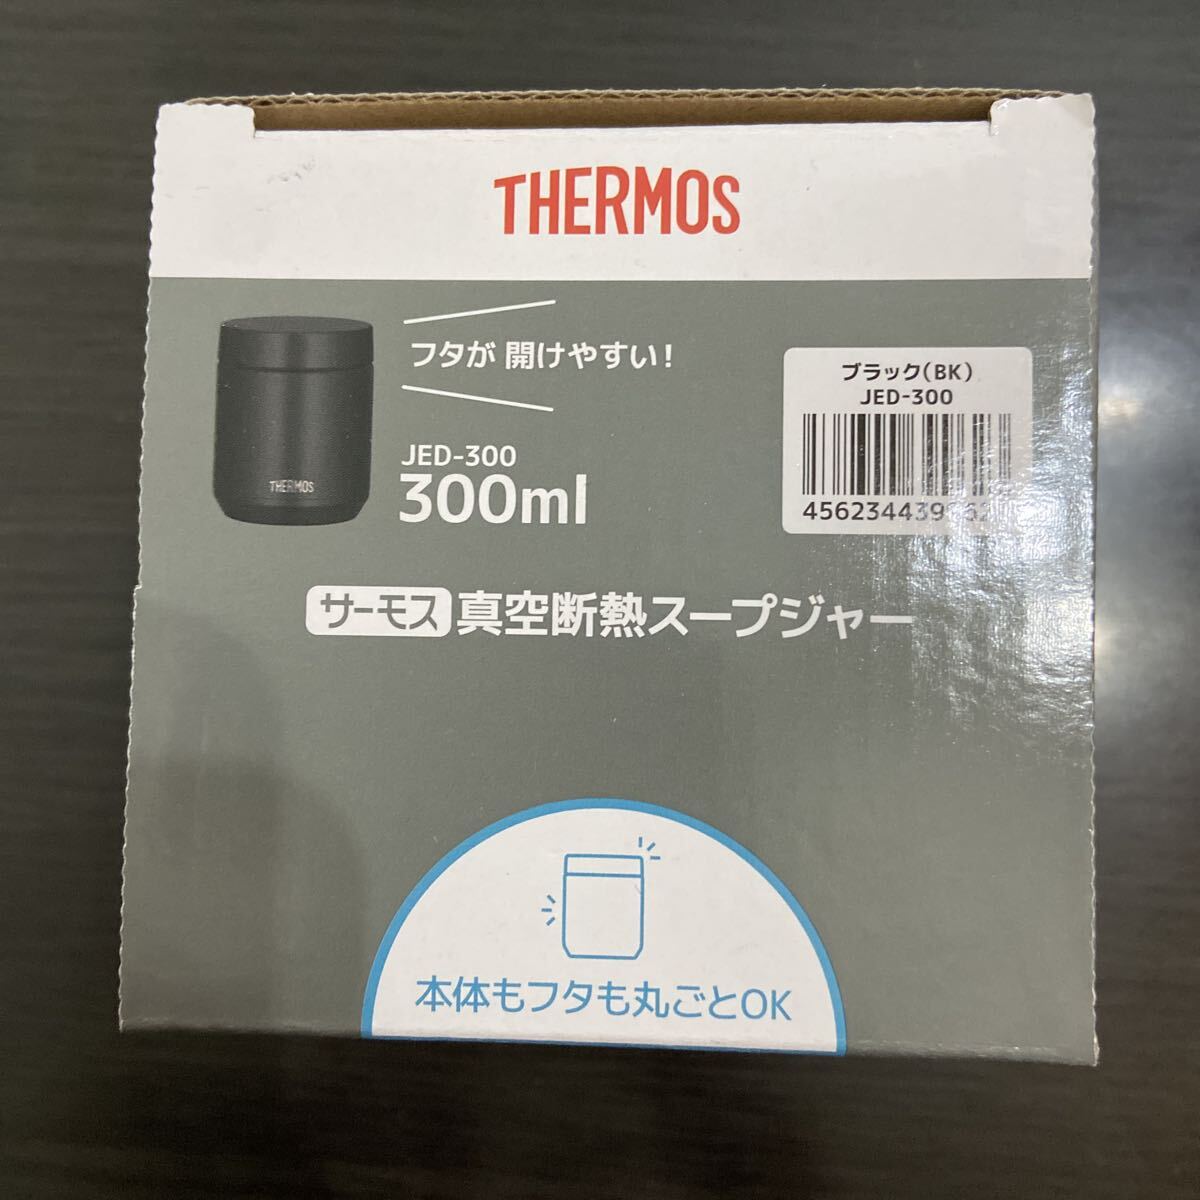 THERMOS
フタが 開けやすい!
JED-300
300ml
THERMOS
ブラック(BK)
JED-300
サーモス 真空断熱スープジャー
本体もフタも丸ごとOK